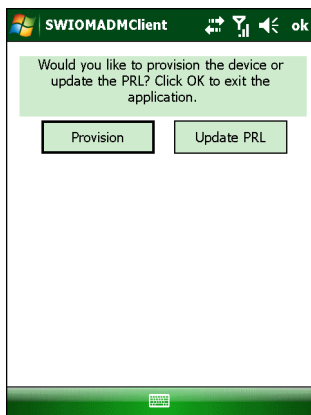 SWIOMADMClient ok
Would you like to provision the device or
update the PRL? Click OK to exit the
application.
Provision Update PRL